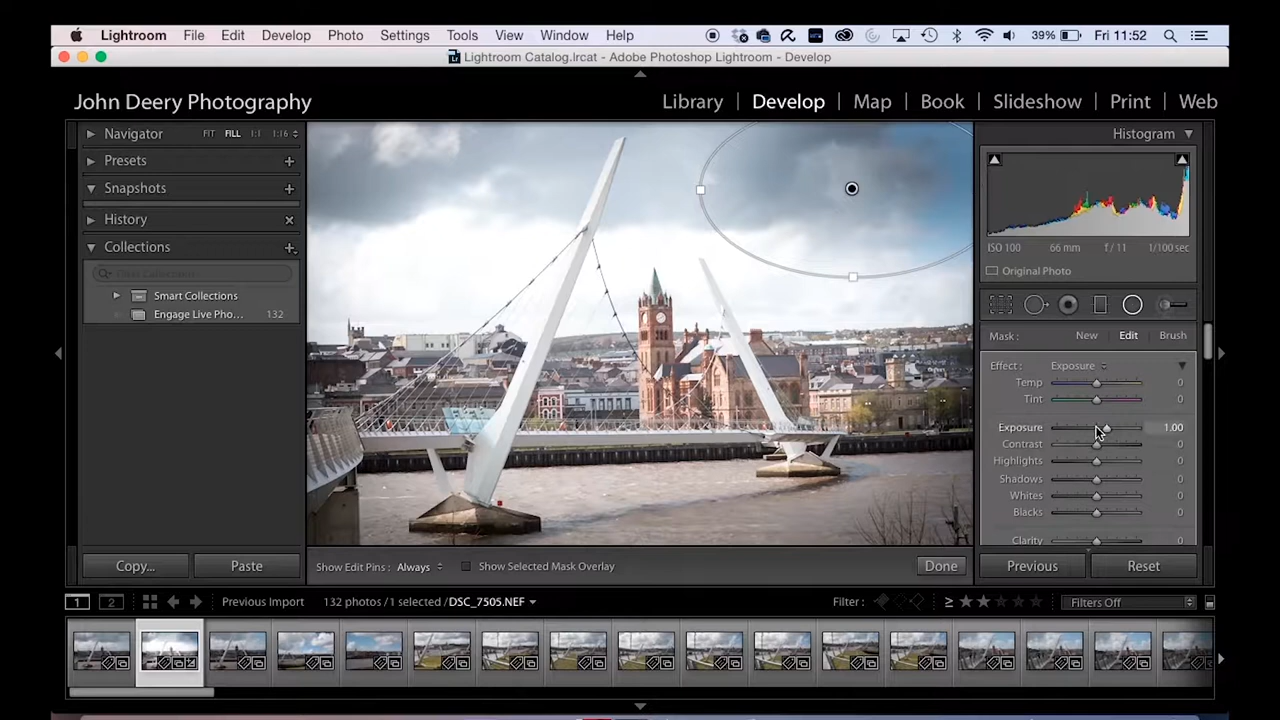 Lightroom File Edit Develop Photo Settings Tools View Window Help 39% Fri 11:52
Lightroom Catalog.lrcat - Adobe Photoshop Lightroom - Develop
John Deery Photography Library Develop Map Book Slideshow Print Web
Navigator FIT FILL 1:1 1:16 Histogram
Presets +
Snapshots +
History ×
Collections +
Smart Collections
Engage Live Pho... 132
ISO 100 66 mm f / 11 1/100 sec
Original Photo
Mask : New Edit Brush
Effect : Exposure
Temp 0
Tint 0
Exposure 1.00
Contrast 0
Highlights 0
Shadows 0
Whites 0
Blacks 0
Clarity 0
Copy... Paste Show Edit Pins : Always Show Selected Mask Overlay Done Previous Reset
1 2 Previous Import 132 photos / 1 selected / DSC_7505.NEF Filter : ≥ Filters Off